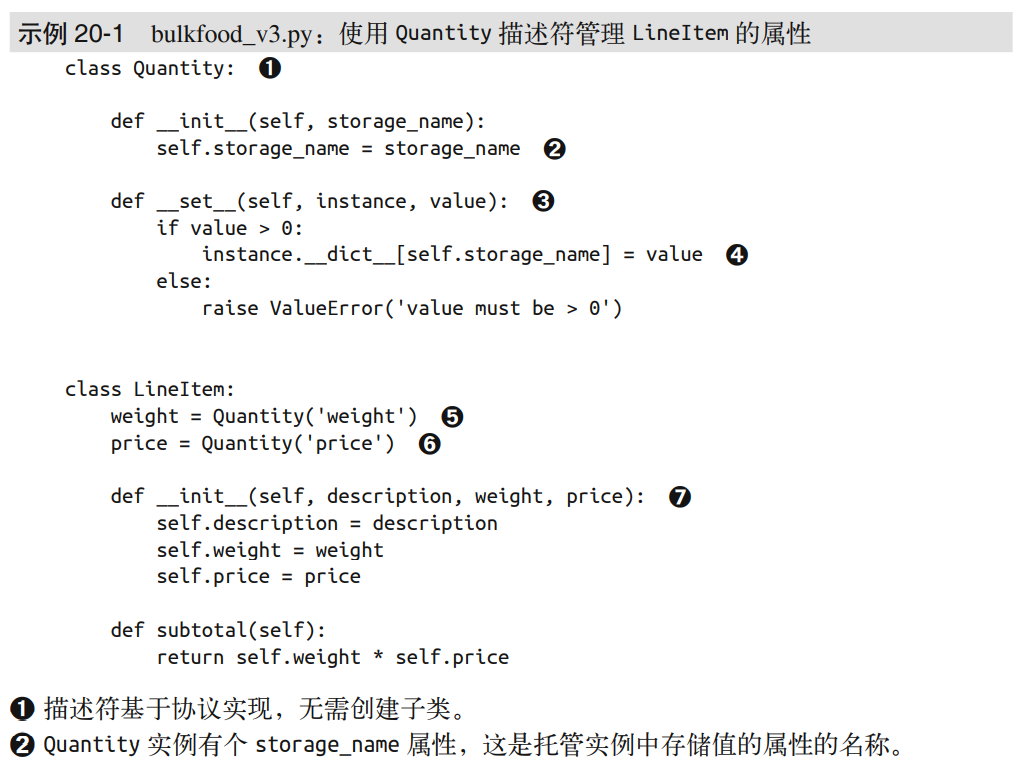 示例 20-1 bulkfood_v3.py：使用 Quantity 描述符管理 LineItem 的属性
class Quantity: ❶
    def __init__(self, storage_name):
        self.storage_name = storage_name ❷
    def __set__(self, instance, value): ❸
        if value > 0:
            instance.__dict__[self.storage_name] = value ❹
        else:
            raise ValueError('value must be > 0')
class LineItem:
    weight = Quantity('weight') ❺
    price = Quantity('price') ❻
    def __init__(self, description, weight, price): ❼
        self.description = description
        self.weight = weight
        self.price = price
    def subtotal(self):
        return self.weight * self.price
❶ 描述符基于协议实现，无需创建子类。
❷ Quantity 实例有个 storage_name 属性，这是托管实例中存储值的属性的名称。